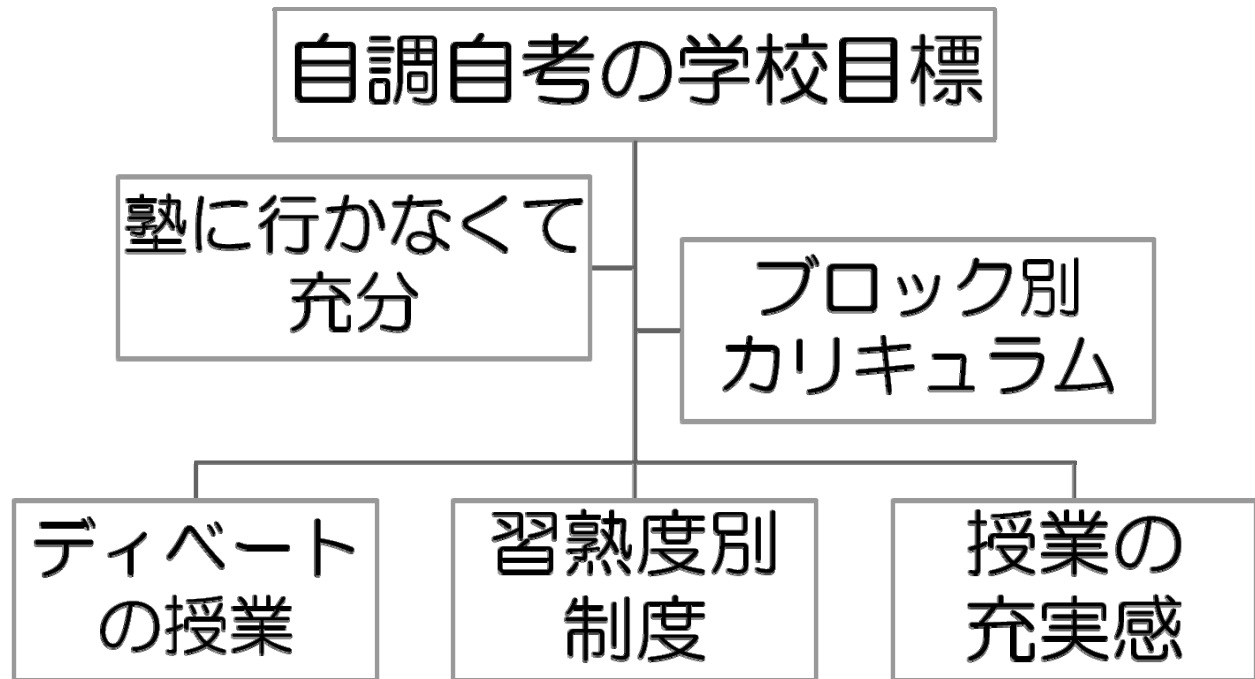 自調自考の学校目標
塾に行かなくて
充分
ブロック別
カリキュラム
ディベート
の授業
習熟度別
制度
授業の
充実感